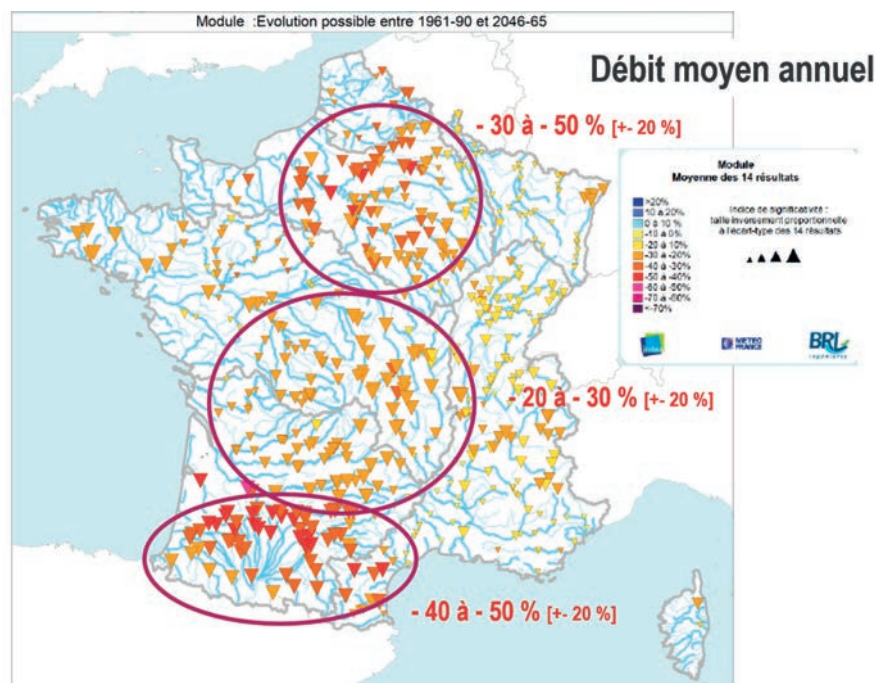 Module :Evolution possible entre 1961-90 et 2046-65
Débit moyen annuel
- 30 à - 50 % [+- 20 %]
Module
Moyenne des 14 résultats
>20%
10 à 20%
0 à 10 %
-10 à 0%
-20 à 10%
-30 à -20%
-40 à -30%
-50 à -40%
-60 à -50%
-70 à -60%
<-70%
Indice de significativité :
taille inversement proportionnelle
à l'écart-type des 14 résultats
METEO
FRANCE
BRL
Ingénierie
- 20 à - 30 % [+- 20 %]
- 40 à - 50 % [+- 20 %]